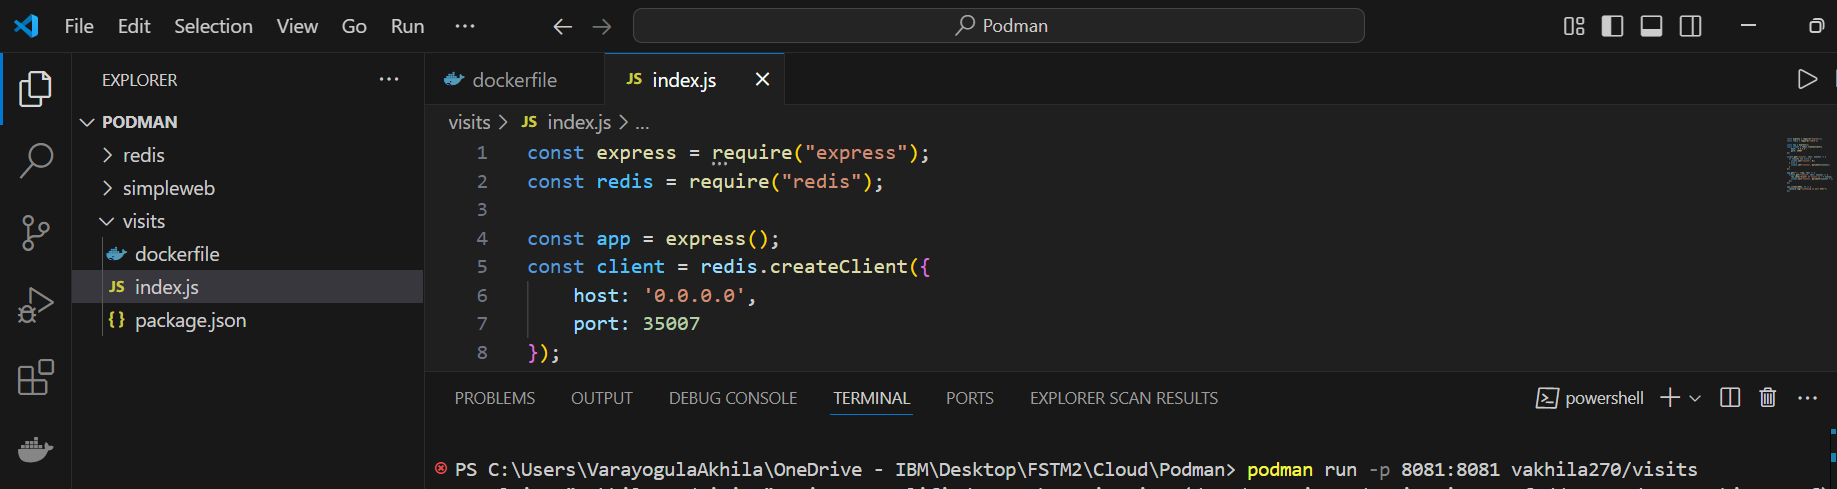 File Edit Selection View Go Run ···
Podman
EXPLORER ···
PODMAN
redis
simpleweb
visits
dockerfile
JS index.js
{} package.json
dockerfile
JS index.js
visits > JS index.js > ...
1 const express = require("express");
2 const redis = require("redis");
3
4 const app = express();
5 const client = redis.createClient({
6 host: '0.0.0.0',
7 port: 35007
8 });
PROBLEMS OUTPUT DEBUG CONSOLE TERMINAL PORTS EXPLORER SCAN RESULTS
powershell
PS C:\Users\VarayogulaAkhila\OneDrive - IBM\Desktop\FSTM2\Cloud\Podman> podman run -p 8081:8081 vakhila270/visits